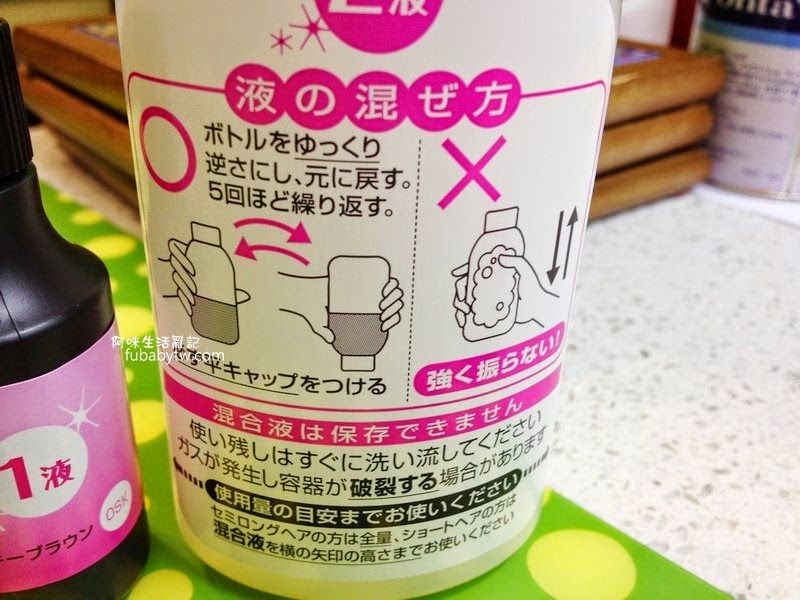 2液
液の混ぜ方
ボトルをゆっくり
逆さにし、元に戻す。
5回ほど繰り返す。
平キャップをつける
強く振らない!
混合液は保存できません
使い残しはすぐに洗い流してください
ガスが発生し容器が破裂する場合があります
使用量の目安までお使いください
セミロングヘアの方は全量、ショートヘアの方は
混合液を横の矢印の高さまでお使いください
1液
OSK
ーブラウン
阿咪生活亂記
fubabytw.com